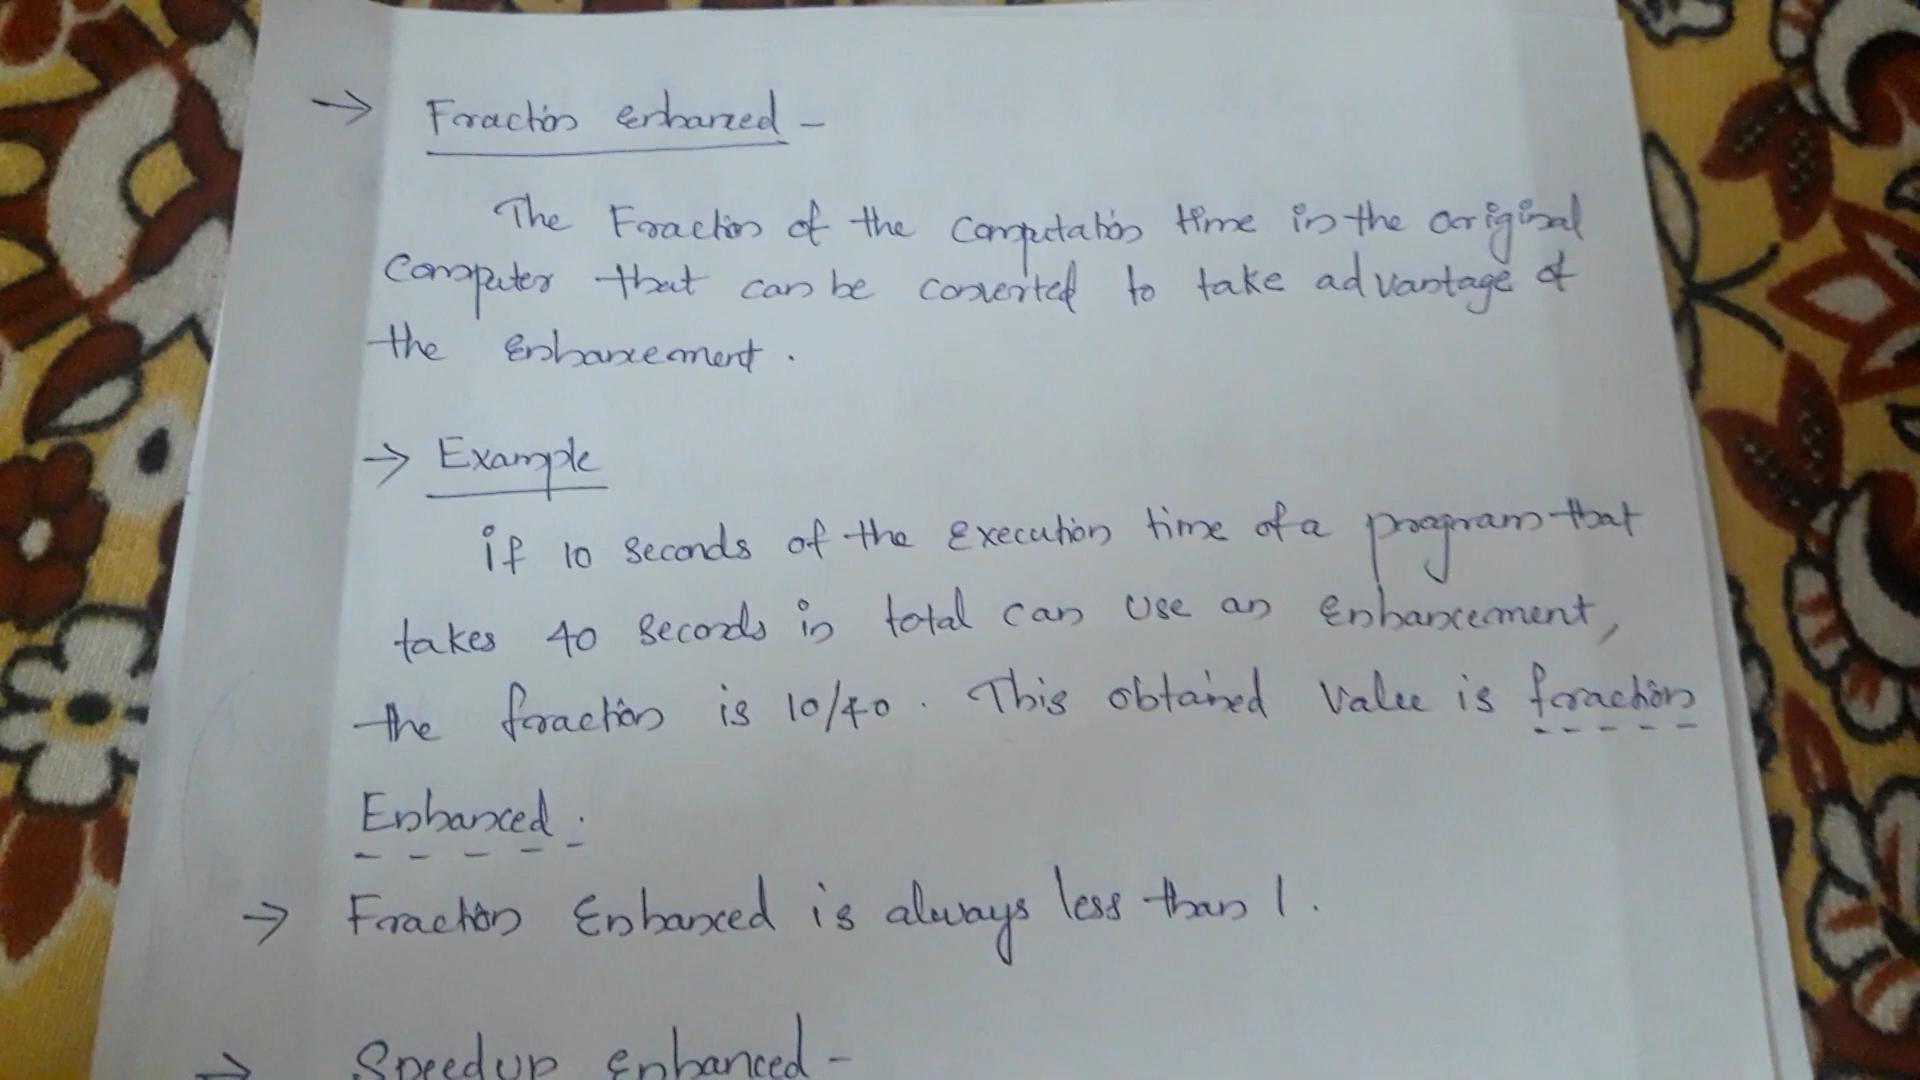 → Fraction enhanced -
The Fraction of the computation time in the original
computer that can be converted to take advantage of
the enhancement.
→ Example
if 10 seconds of the execution time of a program that
takes 40 seconds in total can use an enhancement,
the fraction is 10/40. This obtained value is fraction
Enhanced.
→ Fraction Enhanced is always less than 1.
→ Speedup enhanced -